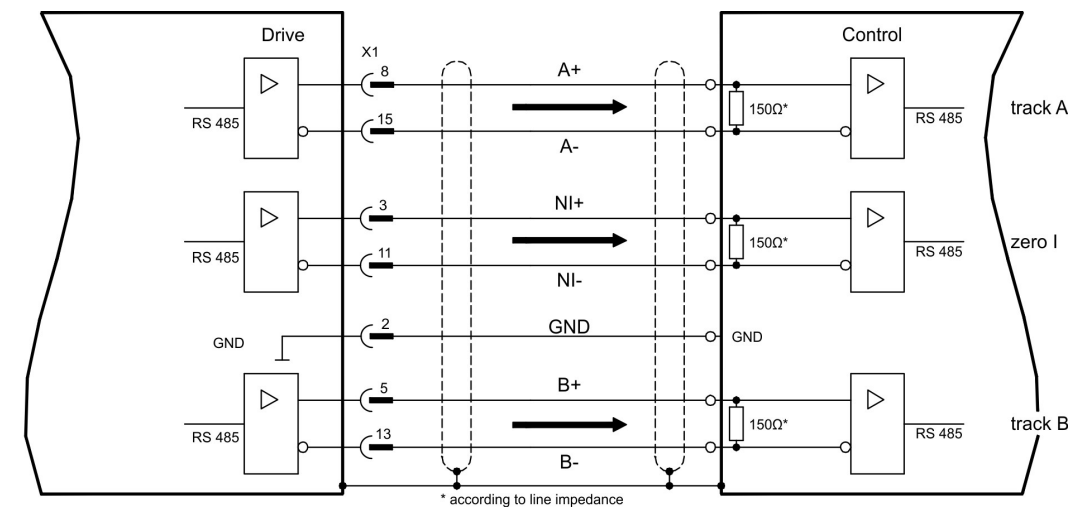 Drive
Control
X1
8
A+
RS 485
150Ω*
RS 485
track A
15
A-
3
NI+
RS 485
150Ω*
RS 485
zero I
11
NI-
2
GND
GND
GND
5
B+
RS 485
150Ω*
RS 485
track B
13
B-
* according to line impedance